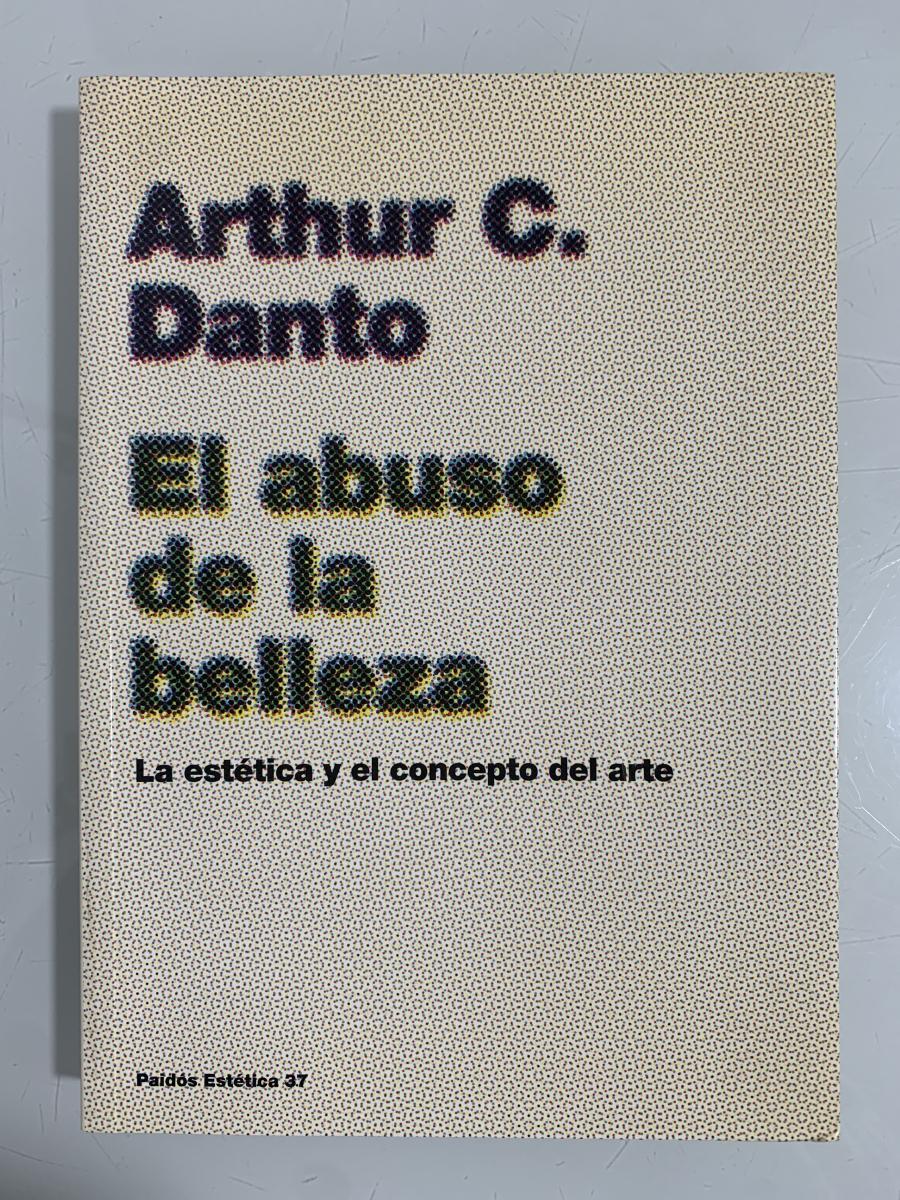 Arthur C.
Danto
El abuso
de la
belleza
La estética y el concepto del arte
Paidós Estética 37